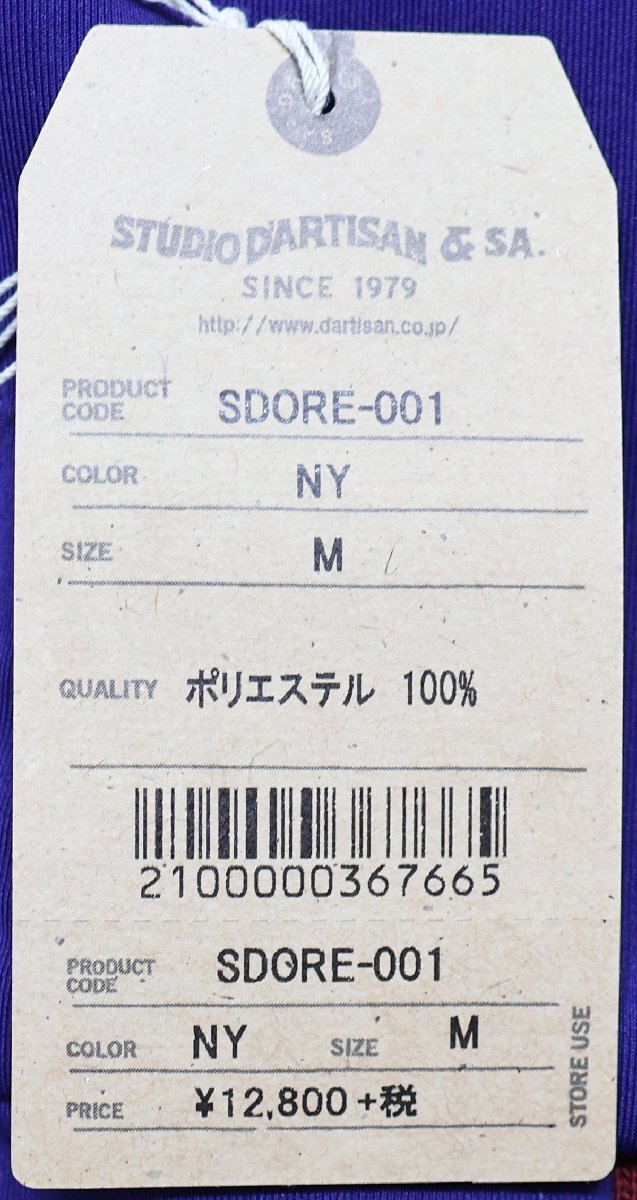 STUDIO D'ARTISAN & SA.
SINCE 1979
http://www.dartisan.co.jp/
PRODUCT CODE SDORE-001
COLOR NY
SIZE M
QUALITY ポリエステル 100%
2100000367665
PRODUCT CODE SDORE-001
COLOR NY SIZE M
PRICE ¥12,800+税
STORE USE